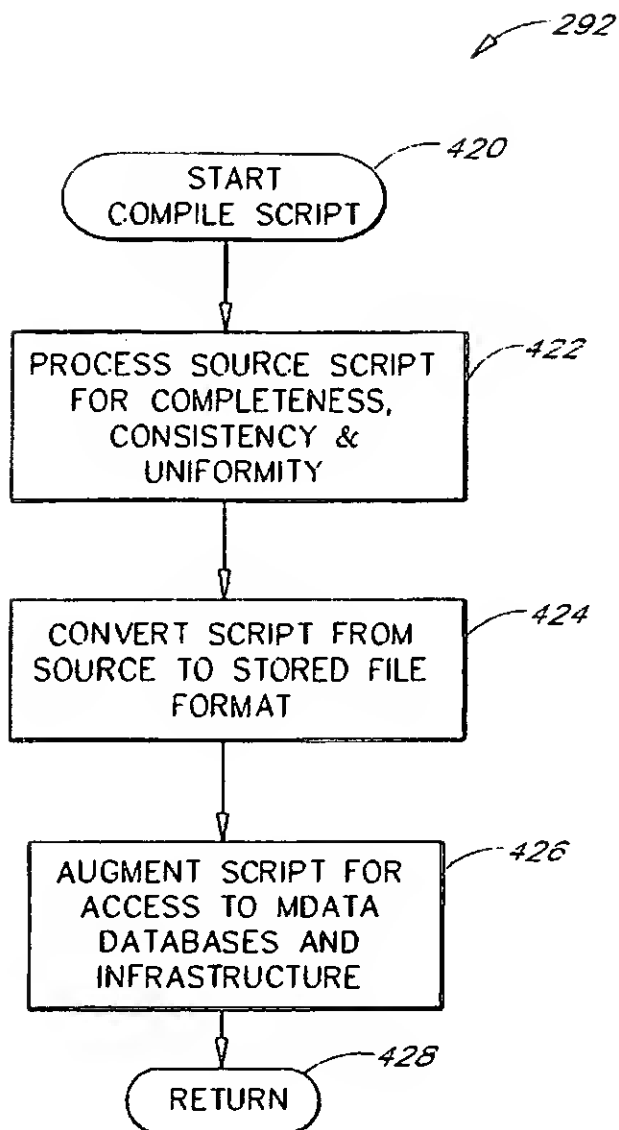 292
420
START
COMPILE SCRIPT
422
PROCESS SOURCE SCRIPT
FOR COMPLETENESS,
CONSISTENCY &
UNIFORMITY
424
CONVERT SCRIPT FROM
SOURCE TO STORED FILE
FORMAT
426
AUGMENT SCRIPT FOR
ACCESS TO MDATA
DATABASES AND
INFRASTRUCTURE
428
RETURN